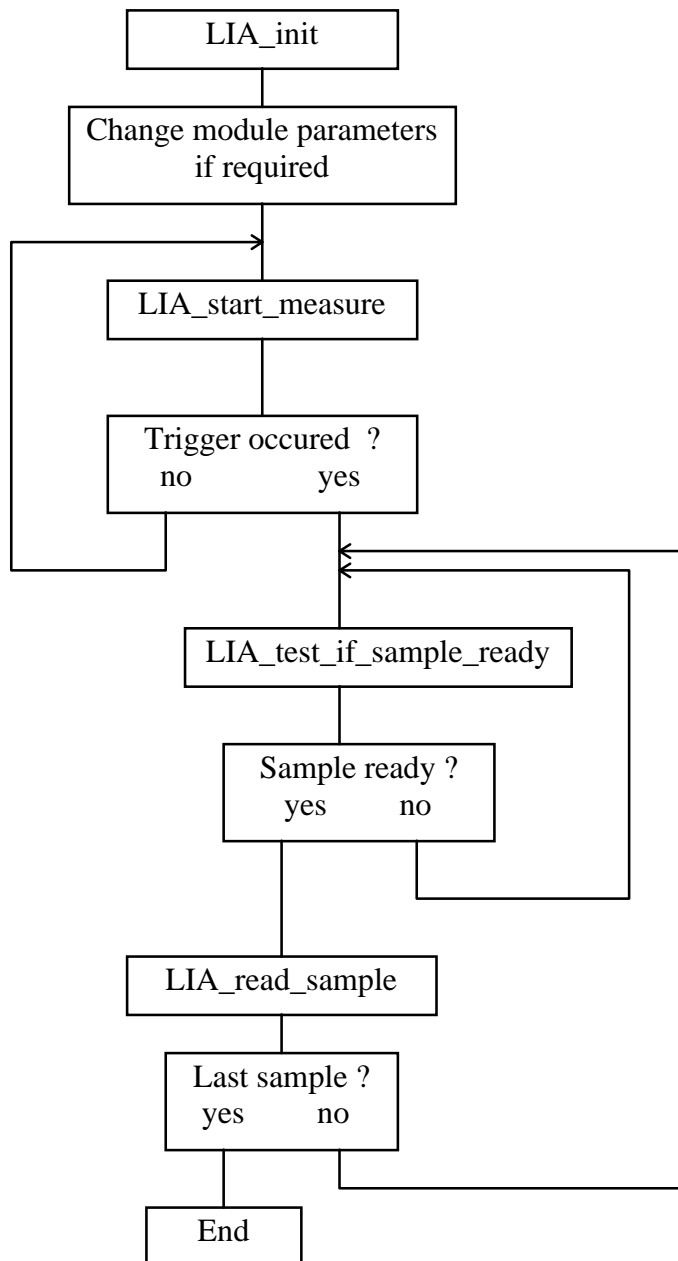 LIA_init
Change module parameters
if required
LIA_start_measure
Trigger occured ?
no yes
LIA_test_if_sample_ready
Sample ready ?
yes no
LIA_read_sample
Last sample ?
yes no
End